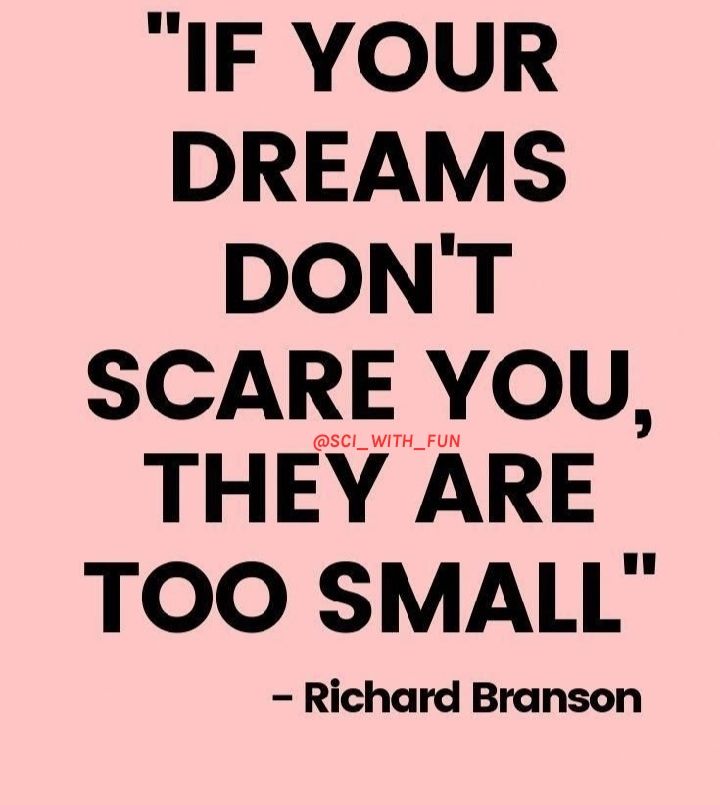 "IF YOUR
DREAMS
DON'T
SCARE YOU,
@SCI_WITH_FUN
THEY ARE
TOO SMALL"
– Richard Branson